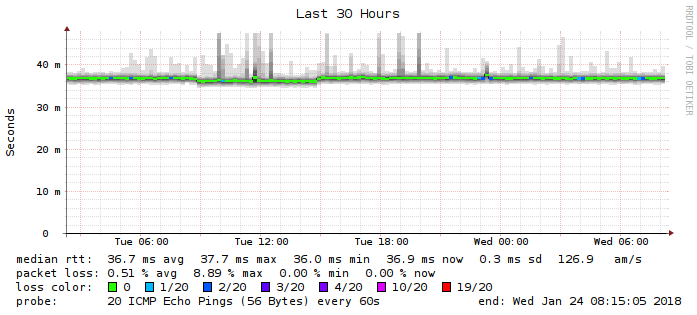 Last 30 Hours
RRDTOOL / TOBI OETIKER
Seconds
40 m
30 m
20 m
10 m
0
Tue 06:00 Tue 12:00 Tue 18:00 Wed 00:00 Wed 06:00
median rtt: 36.7 ms avg 37.7 ms max 36.0 ms min 36.9 ms now 0.3 ms sd 126.9 am/s
packet loss: 0.51 % avg 8.89 % max 0.00 % min 0.00 % now
loss color: 0 1/20 2/20 3/20 4/20 10/20 19/20
probe: 20 ICMP Echo Pings (56 Bytes) every 60s end: Wed Jan 24 08:15:05 2018